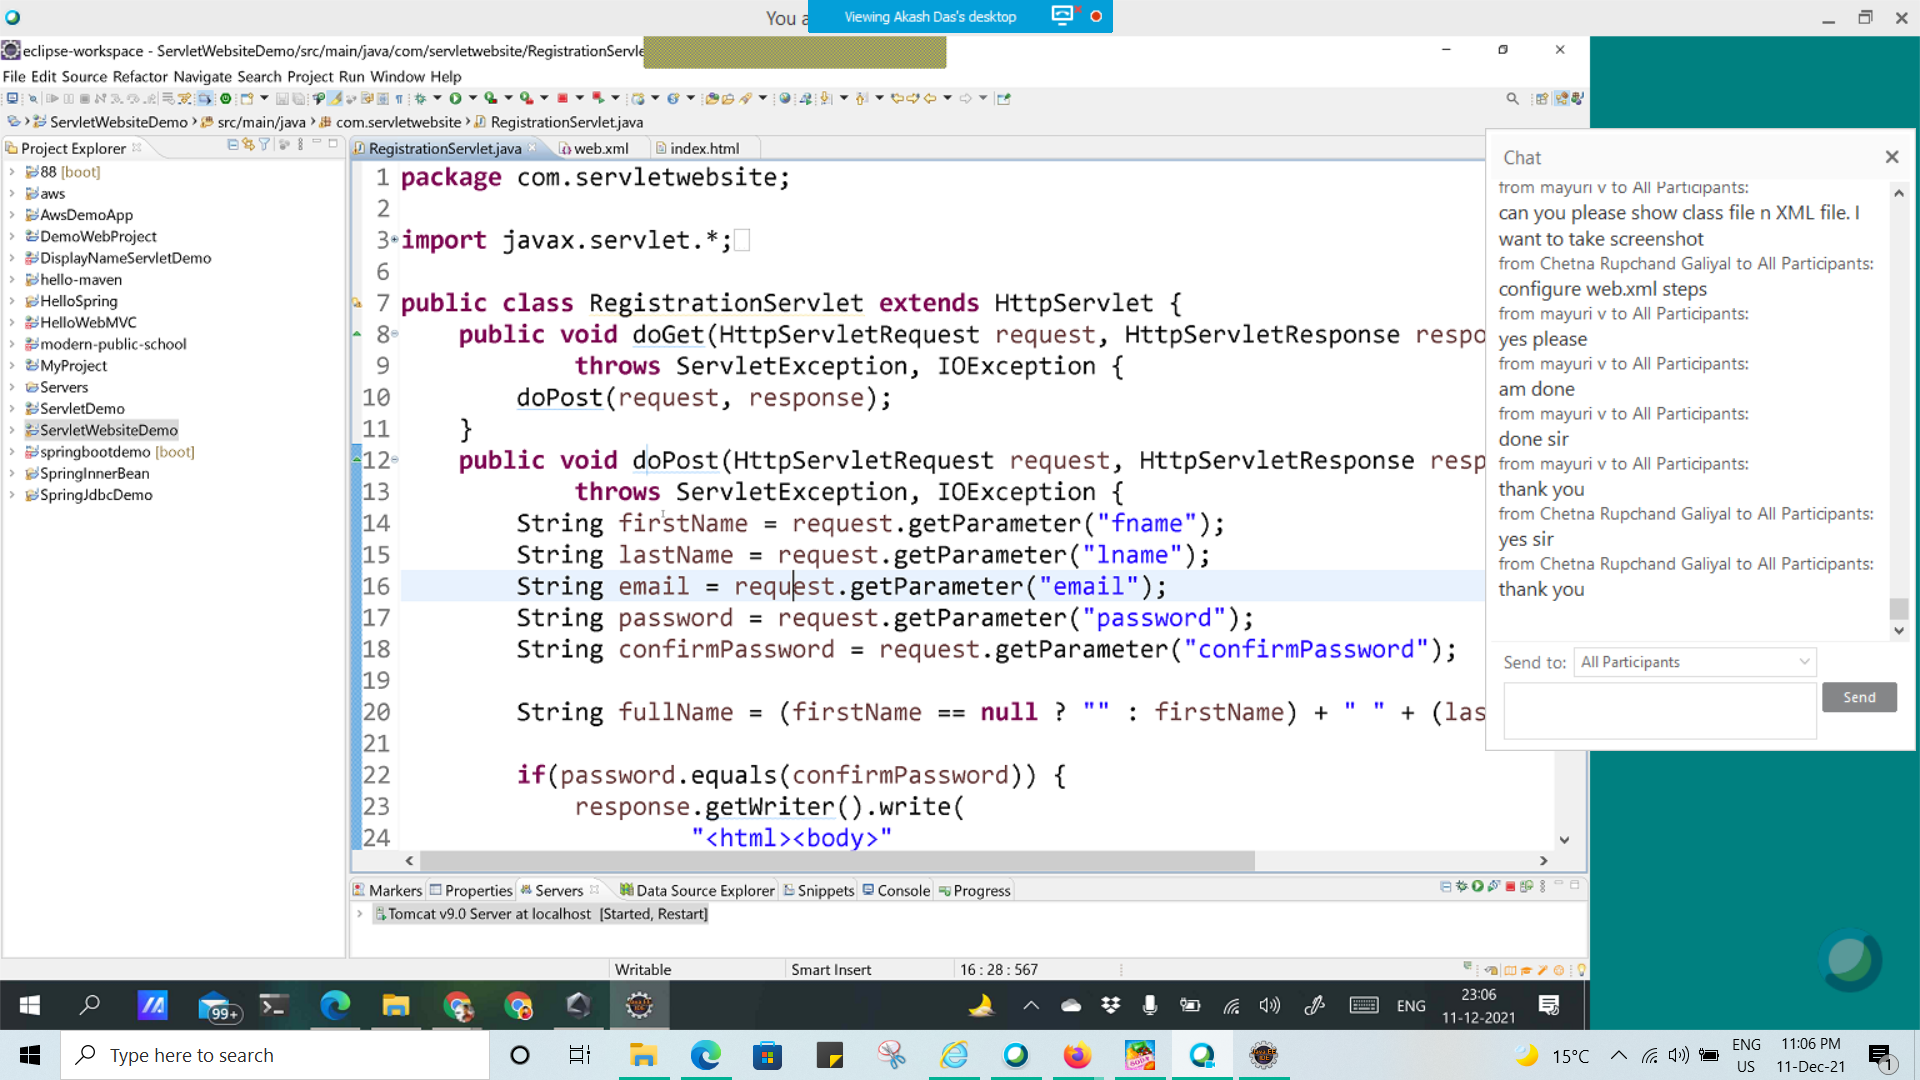 You a
Viewing Akash Das's desktop
eclipse-workspace - ServletWebsiteDemo/src/main/java/com/servletwebsite/RegistrationServle
File Edit Source Refactor Navigate Search Project Run Window Help
ServletWebsiteDemo src/main/java com.servletwebsite RegistrationServlet.java
Project Explorer
88 [boot]
aws
AwsDemoApp
DemoWebProject
DisplayNameServletDemo
hello-maven
HelloSpring
HelloWebMVC
modern-public-school
MyProject
Servers
ServletDemo
ServletWebsiteDemo
springbootdemo [boot]
SpringInnerBean
SpringJdbcDemo
RegistrationServlet.java web.xml index.html
1 package com.servletwebsite;
2
3 import javax.servlet.*;
6
7 public class RegistrationServlet extends HttpServlet {
8 public void doGet(HttpServletRequest request, HttpServletResponse respo
9 throws ServletException, IOException {
10 doPost(request, response);
11 }
12 public void doPost(HttpServletRequest request, HttpServletResponse resp
13 throws ServletException, IOException {
14 String firstName = request.getParameter("fname");
15 String lastName = request.getParameter("lname");
16 String email = request.getParameter("email");
17 String password = request.getParameter("password");
18 String confirmPassword = request.getParameter("confirmPassword");
19
20 String fullName = (firstName == null ? "" : firstName) + " " + (las
21
22 if(password.equals(confirmPassword)) {
23 response.getWriter().write(
24 "<html><body>"
Markers Properties Servers Data Source Explorer Snippets Console Progress
Tomcat v9.0 Server at localhost [Started, Restart]
Writable Smart Insert 16 : 28 : 567
Chat
from mayuri v to All Participants:
can you please show class file n XML file. I
want to take screenshot
from Chetna Rupchand Galiyal to All Participants:
configure web.xml steps
from mayuri v to All Participants:
yes please
from mayuri v to All Participants:
am done
from mayuri v to All Participants:
done sir
from mayuri v to All Participants:
thank you
from Chetna Rupchand Galiyal to All Participants:
yes sir
from Chetna Rupchand Galiyal to All Participants:
thank you
Send to: All Participants
Send
99+
ENG
23:06
11-12-2021
Type here to search
15°C
ENG
US
11:06 PM
11-Dec-21
1